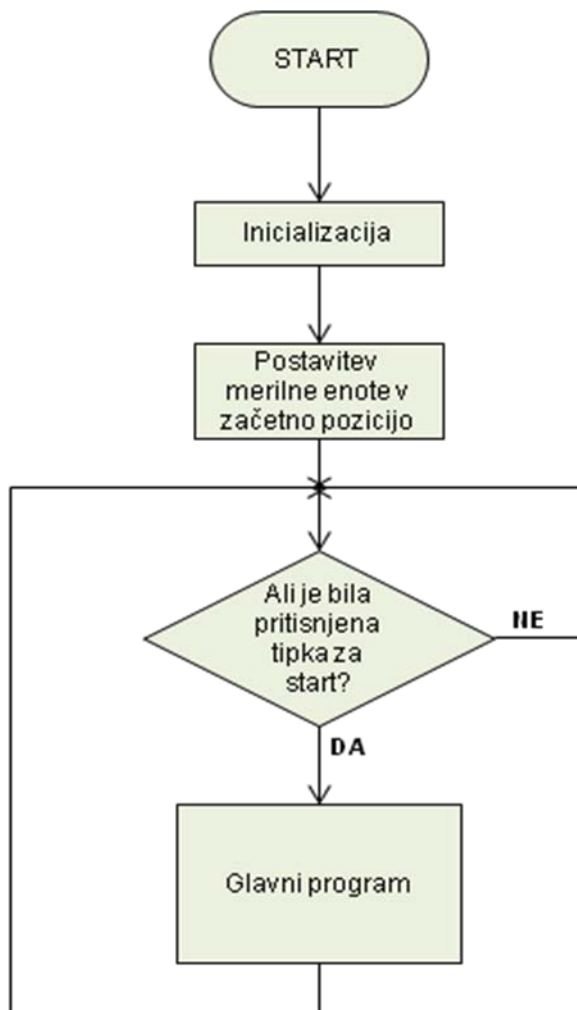 START
Inicializacija
Postavitev
merilne enote v
začetno pozicijo
Ali je bila
pritisnjena
tipka za
start?
NE
DA
Glavni program